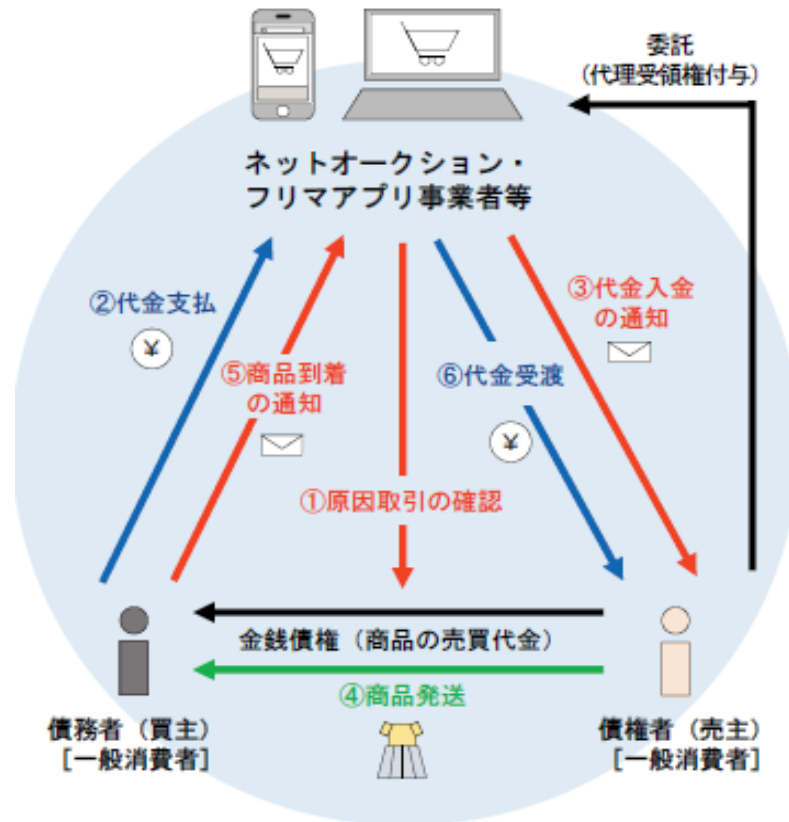 委託
(代理受領権付与)
ネットオークション・
フリマアプリ事業者等
②代金支払
¥
⑤商品到着
の通知
③代金入金
の通知
⑥代金受渡
¥
①原因取引の確認
金銭債権(商品の売買代金)
④商品発送
債務者(買主)
[一般消費者]
債権者(売主)
[一般消費者]